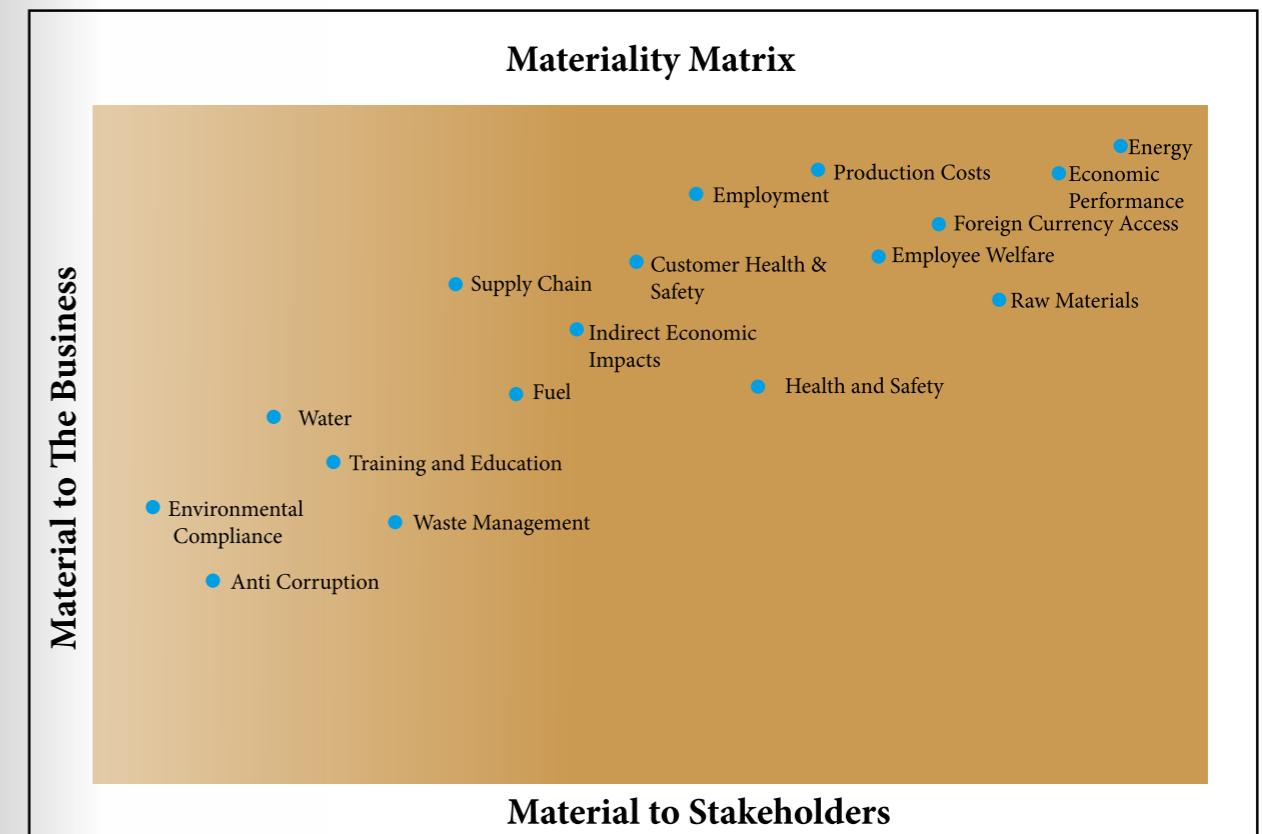 Materiality Matrix
Energy
Production Costs
Economic
Performance
Employment
Foreign Currency Access
Employee Welfare
Customer Health &
Safety
Supply Chain
Raw Materials
Indirect Economic
Impacts
Health and Safety
Fuel
Water
Training and Education
Environmental
Compliance
Waste Management
Anti Corruption
Material to The Business
Material to Stakeholders